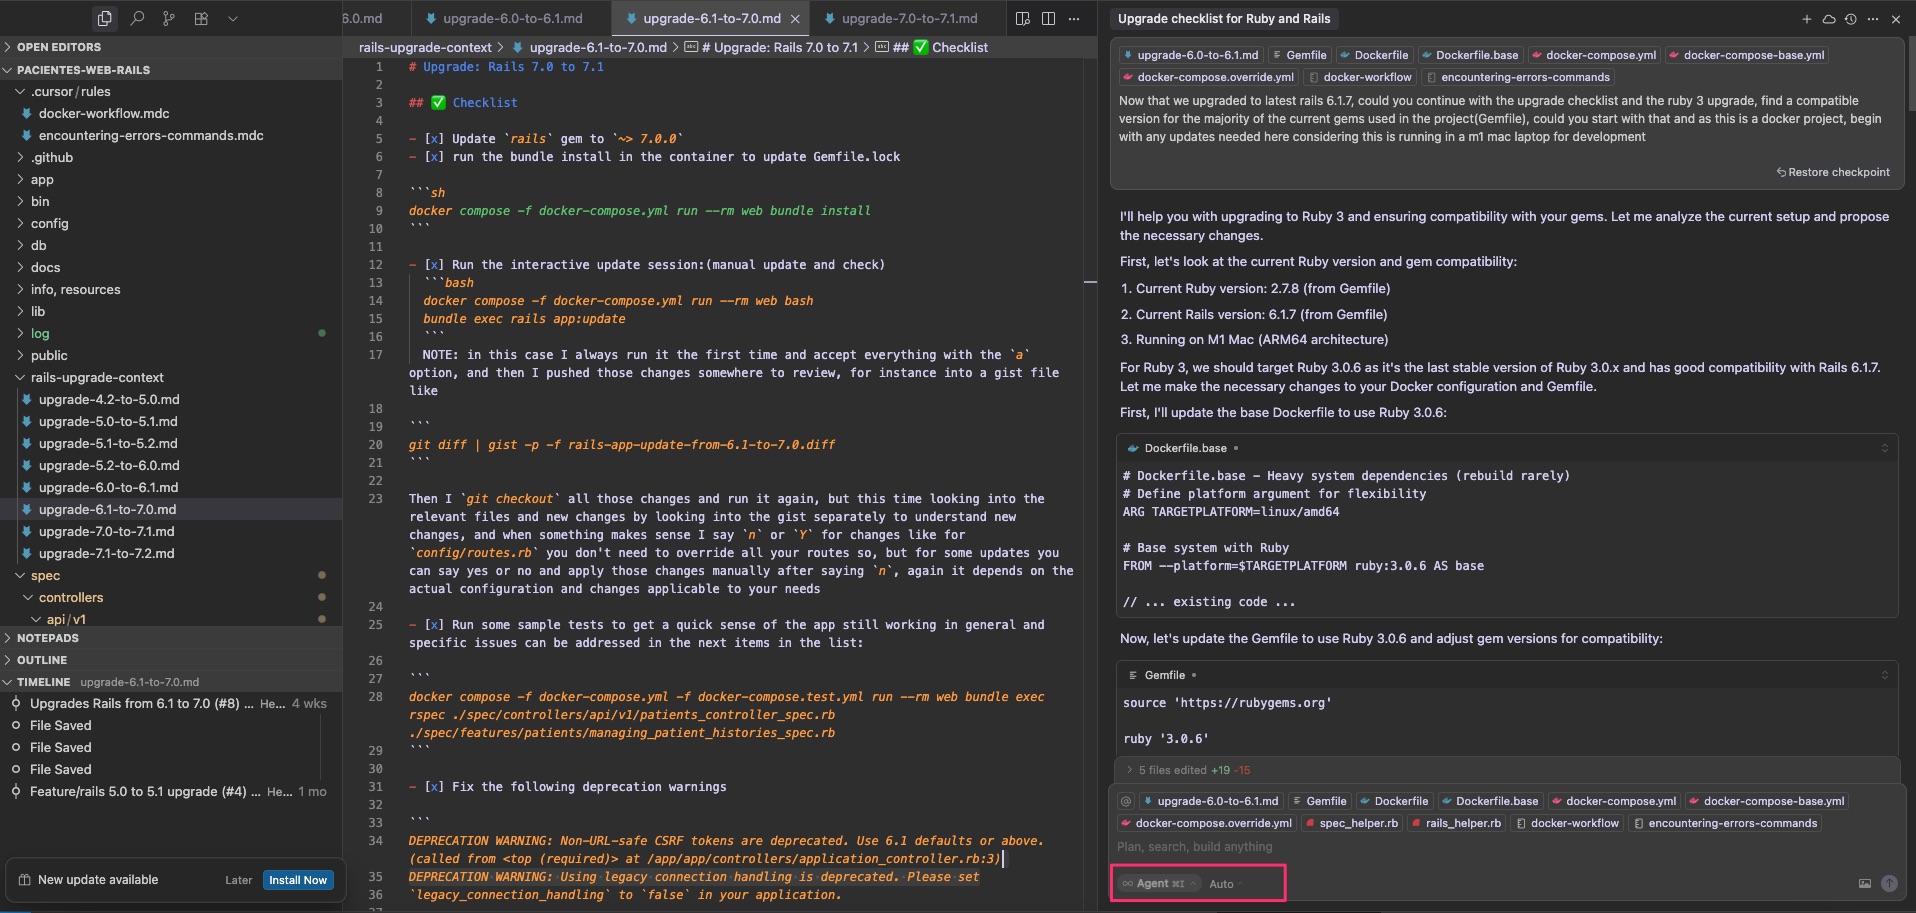 OPEN EDITORS
PACIENTES-WEB-RAILS
.cursor/rules
docker-workflow.mdc
encountering-errors-commands.mdc
.github
app
bin
config
db
docs
info, resources
lib
log
public
rails-upgrade-context
upgrade-4.2-to-5.0.md
upgrade-5.0-to-5.1.md
upgrade-5.1-to-5.2.md
upgrade-5.2-to-6.0.md
upgrade-6.0-to-6.1.md
upgrade-6.1-to-7.0.md
upgrade-7.0-to-7.1.md
upgrade-7.1-to-7.2.md
spec
controllers
api/v1
NOTEPADS
OUTLINE
TIMELINE upgrade-6.1-to-7.0.md
Upgrades Rails from 6.1 to 7.0 (#8) ... He... 4 wks
File Saved
File Saved
File Saved
Feature/rails 5.0 to 5.1 upgrade (#4) ... He... 1 mo
New update available Later Install Now
6.0.md upgrade-6.0-to-6.1.md upgrade-6.1-to-7.0.md upgrade-7.0-to-7.1.md
rails-upgrade-context > upgrade-6.1-to-7.0.md > # Upgrade: Rails 7.0 to 7.1 > ## ✅ Checklist
1 # Upgrade: Rails 7.0 to 7.1
2
3 ## ✅ Checklist
4
5 - [x] Update `rails` gem to `~> 7.0.0`
6 - [x] run the bundle install in the container to update Gemfile.lock
7
8 ```sh
9 docker compose -f docker-compose.yml run --rm web bundle install
10 ```
11
12 - [x] Run the interactive update session:(manual update and check)
13 ```bash
14 docker compose -f docker-compose.yml run --rm web bash
15 bundle exec rails app:update
16 ```
17 NOTE: in this case I always run it the first time and accept everything with the `a`
option, and then I pushed those changes somewhere to review, for instance into a gist file
like
18
19 ```
20 git diff | gist -p -f rails-app-update-from-6.1-to-7.0.diff
21 ```
22
23 Then I `git checkout` all those changes and run it again, but this time looking into the
relevant files and new changes by looking into the gist separately to understand new
changes, and when something makes sense I say `n` or `Y` for changes like for
`config/routes.rb` you don't need to override all your routes so, but for some updates you
can say yes or no and apply those changes manually after saying `n`, again it depends on the
actual configuration and changes applicable to your needs
24
25 - [x] Run some sample tests to get a quick sense of the app still working in general and
specific issues can be addressed in the next items in the list:
26
27 ```
28 docker compose -f docker-compose.yml -f docker-compose.test.yml run --rm web bundle exec
rspec ./spec/controllers/api/v1/patients_controller_spec.rb
./spec/features/patients/managing_patient_histories_spec.rb
29 ```
30
31 - [x] Fix the following deprecation warnings
32
33 ```
34 DEPRECATION WARNING: Non-URL-safe CSRF tokens are deprecated. Use 6.1 defaults or above.
(called from <top (required)> at /app/app/controllers/application_controller.rb:3)
35 DEPRECATION WARNING: Using legacy connection handling is deprecated. Please set
36 `legacy_connection_handling` to `false` in your application.
Upgrade checklist for Ruby and Rails
upgrade-6.0-to-6.1.md Gemfile Dockerfile Dockerfile.base docker-compose.yml docker-compose-base.yml
docker-compose.override.yml docker-workflow encountering-errors-commands
Now that we upgraded to latest rails 6.1.7, could you continue with the upgrade checklist and the ruby 3 upgrade, find a compatible
version for the majority of the current gems used in the project(Gemfile), could you start with that and as this is a docker project, begin
with any updates needed here considering this is running in a m1 mac laptop for development
Restore checkpoint
I'll help you with upgrading to Ruby 3 and ensuring compatibility with your gems. Let me analyze the current setup and propose
the necessary changes.
First, let's look at the current Ruby version and gem compatibility:
1. Current Ruby version: 2.7.8 (from Gemfile)
2. Current Rails version: 6.1.7 (from Gemfile)
3. Running on M1 Mac (ARM64 architecture)
For Ruby 3, we should target Ruby 3.0.6 as it's the last stable version of Ruby 3.0.x and has good compatibility with Rails 6.1.7.
Let me make the necessary changes to your Docker configuration and Gemfile.
First, I'll update the base Dockerfile to use Ruby 3.0.6:
Dockerfile.base
# Dockerfile.base - Heavy system dependencies (rebuild rarely)
# Define platform argument for flexibility
ARG TARGETPLATFORM=linux/amd64
# Base system with Ruby
FROM --platform=$TARGETPLATFORM ruby:3.0.6 AS base
// ... existing code ...
Now, let's update the Gemfile to use Ruby 3.0.6 and adjust gem versions for compatibility:
Gemfile
source 'https://rubygems.org'
ruby '3.0.6'
5 files edited +19 -15
@ upgrade-6.0-to-6.1.md Gemfile Dockerfile Dockerfile.base docker-compose.yml docker-compose-base.yml
docker-compose.override.yml spec_helper.rb rails_helper.rb docker-workflow encountering-errors-commands
Plan, search, build anything
∞ Agent ⌘I Auto